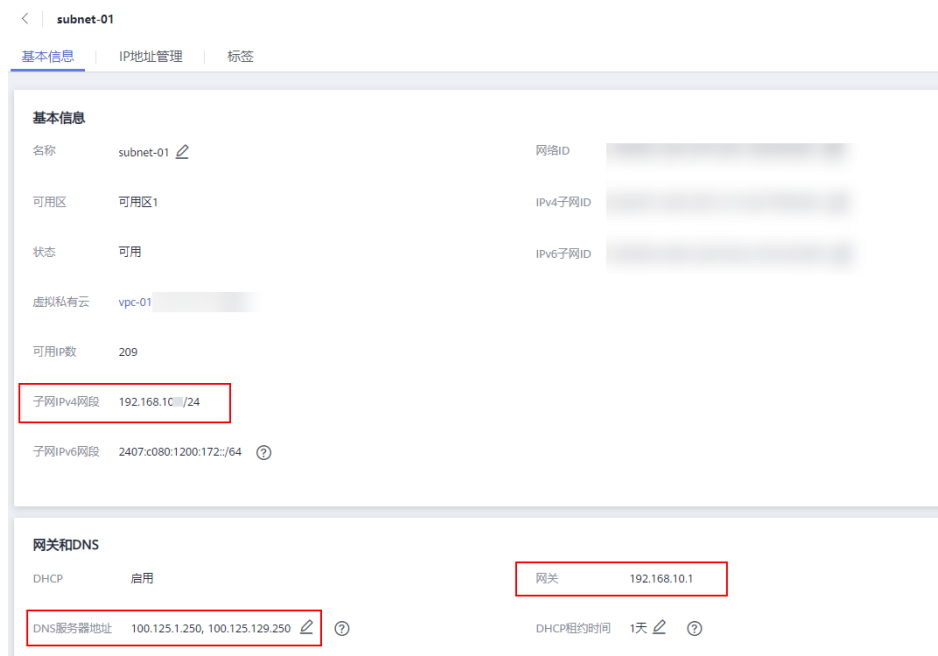 subnet-01
基本信息 IP地址管理 标签
基本信息
名称 subnet-01 网络ID
可用区 可用区1 IPv4子网ID
状态 可用 IPv6子网ID
虚拟私有云 vpc-01
可用IP数 209
子网IPv4网段 192.168.10 /24
子网IPv6网段 2407:c080:1200:172::/64
网关和DNS
DHCP 启用 网关 192.168.10.1
DNS服务器地址 100.125.1.250, 100.125.129.250 DHCP租约时间 1天